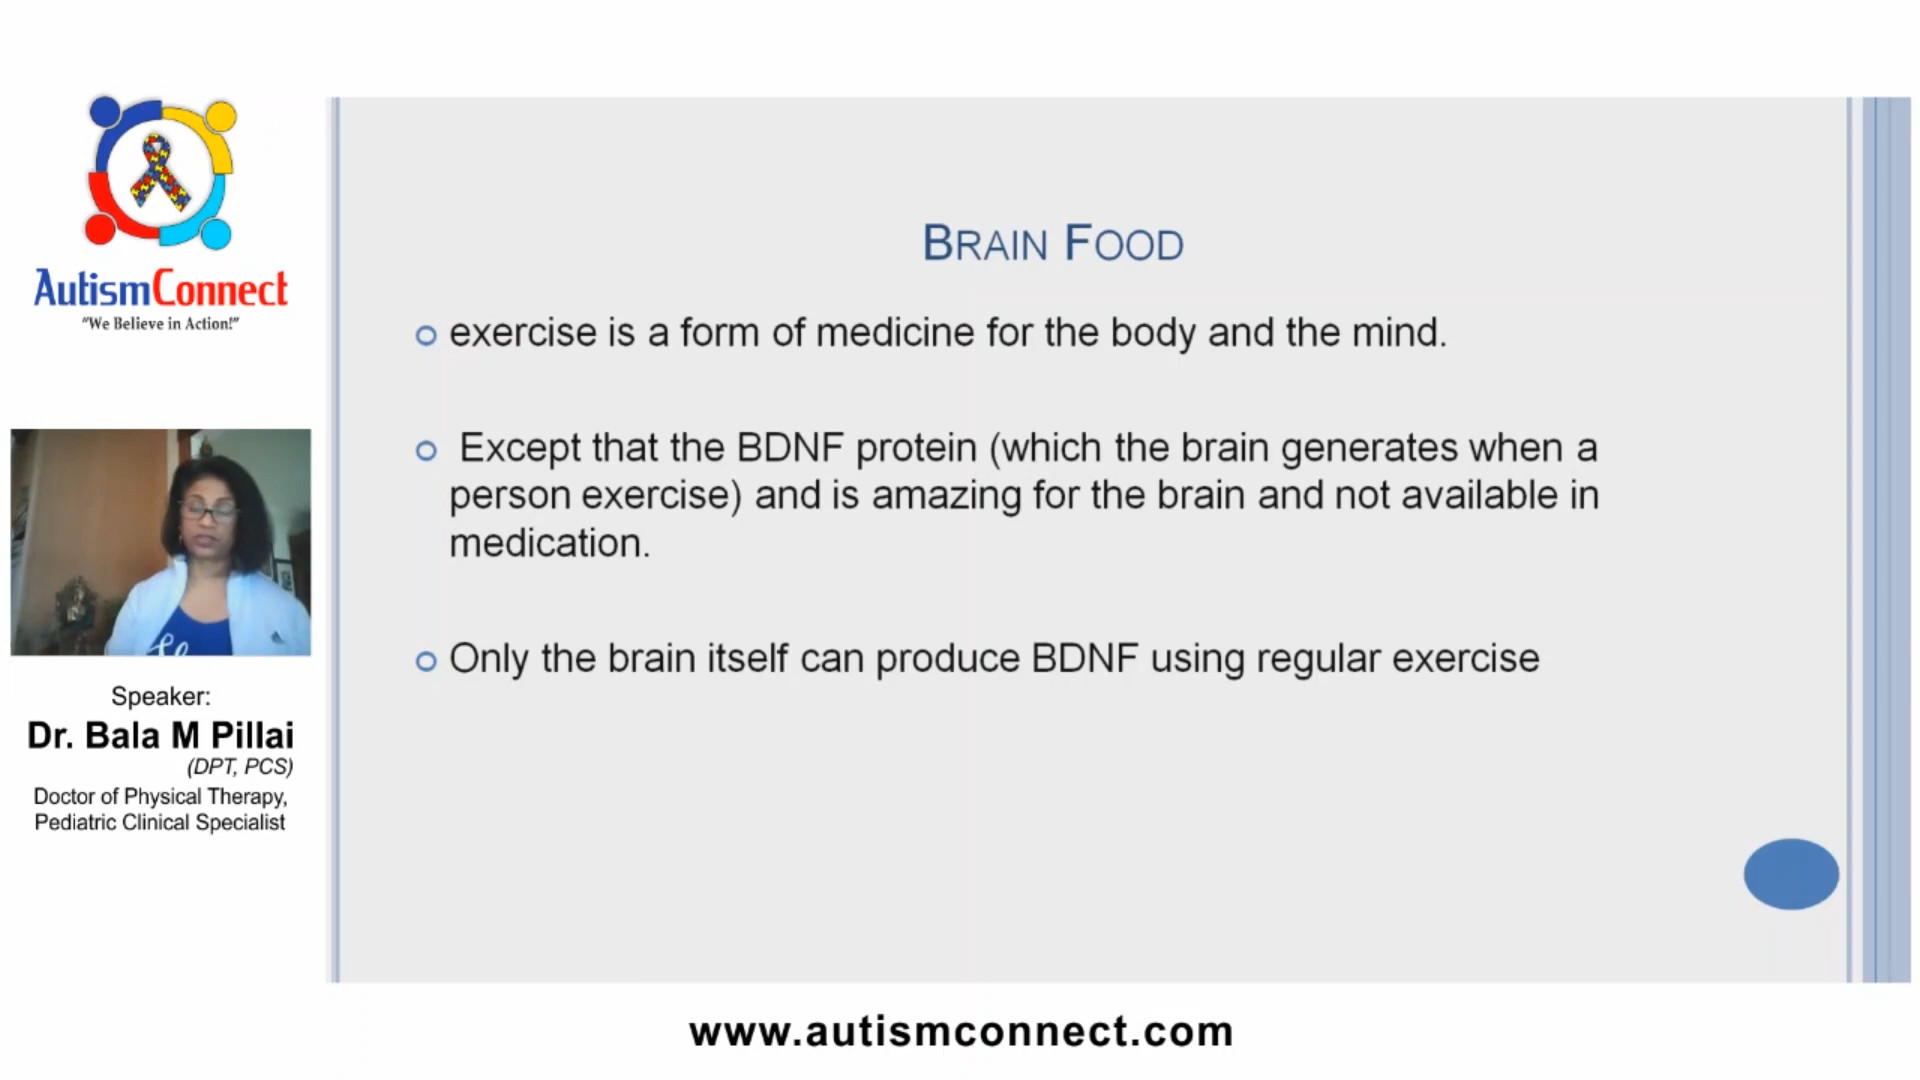 AutismConnect
"We Believe in Action!"
Speaker:
Dr. Bala M Pillai
(DPT, PCS)
Doctor of Physical Therapy,
Pediatric Clinical Specialist
BRAIN FOOD
exercise is a form of medicine for the body and the mind.
Except that the BDNF protein (which the brain generates when a
person exercise) and is amazing for the brain and not available in
medication.
Only the brain itself can produce BDNF using regular exercise
www.autismconnect.com